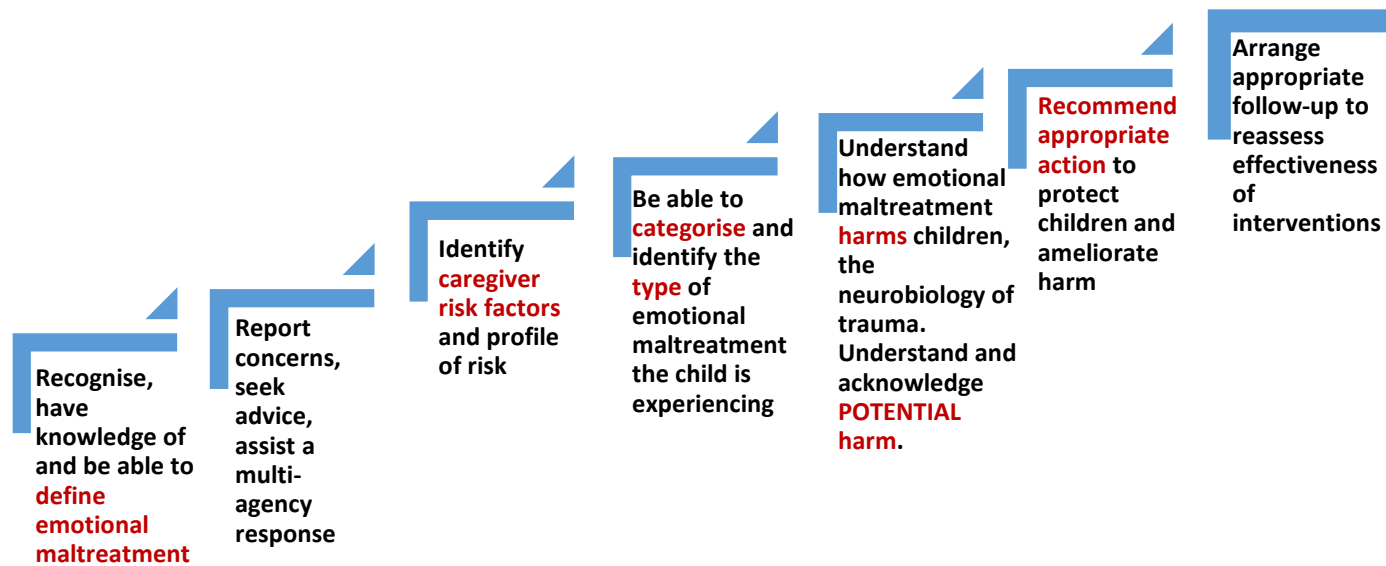 Recognise,
have
knowledge of
and be able to
define
emotional
maltreatment
Report
concerns,
seek
advice,
assist a
multi-
agency
response
Identify
caregiver
risk factors
and profile
of risk
Be able to
categorise and
identify the
type of
emotional
maltreatment
the child is
experiencing
Understand
how emotional
maltreatment
harms children,
the
neurobiology of
trauma.
Understand and
acknowledge
POTENTIAL
harm.
Recommend
appropriate
action to
protect
children and
ameliorate
harm
Arrange
appropriate
follow-up to
reassess
effectiveness
of
interventions